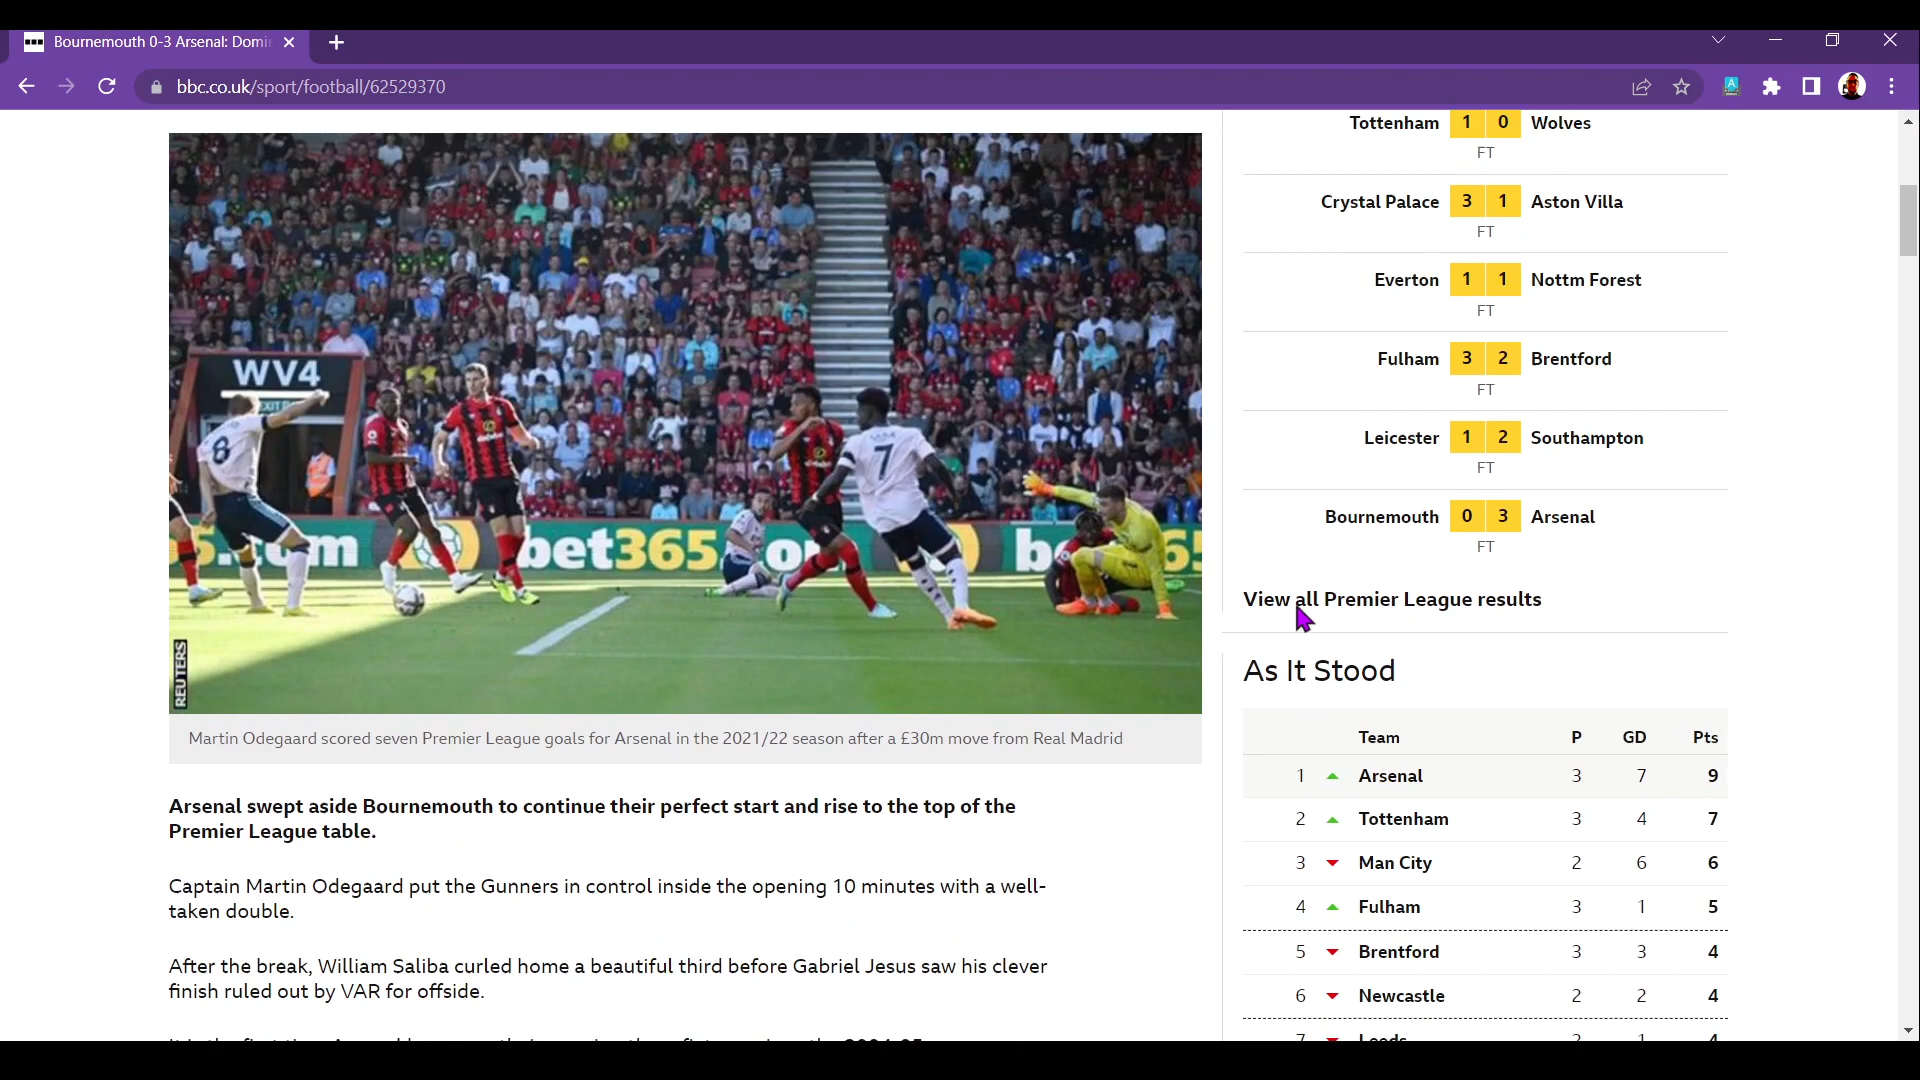 Bournemouth 0-3 Arsenal: Domi
bbc.co.uk/sport/football/62529370
WV4
8
7
bet365
REUTERS
Martin Odegaard scored seven Premier League goals for Arsenal in the 2021/22 season after a £30m move from Real Madrid
Arsenal swept aside Bournemouth to continue their perfect start and rise to the top of the
Premier League table.
Captain Martin Odegaard put the Gunners in control inside the opening 10 minutes with a well-
taken double.
After the break, William Saliba curled home a beautiful third before Gabriel Jesus saw his clever
finish ruled out by VAR for offside.
Tottenham 1 0 Wolves
FT
Crystal Palace 3 1 Aston Villa
FT
Everton 1 1 Nottm Forest
FT
Fulham 3 2 Brentford
FT
Leicester 1 2 Southampton
FT
Bournemouth 0 3 Arsenal
FT
View all Premier League results
As It Stood
Team P GD Pts
1 Arsenal 3 7 9
2 Tottenham 3 4 7
3 Man City 2 6 6
4 Fulham 3 1 5
5 Brentford 3 3 4
6 Newcastle 2 2 4
7 Leeds 2 1 4